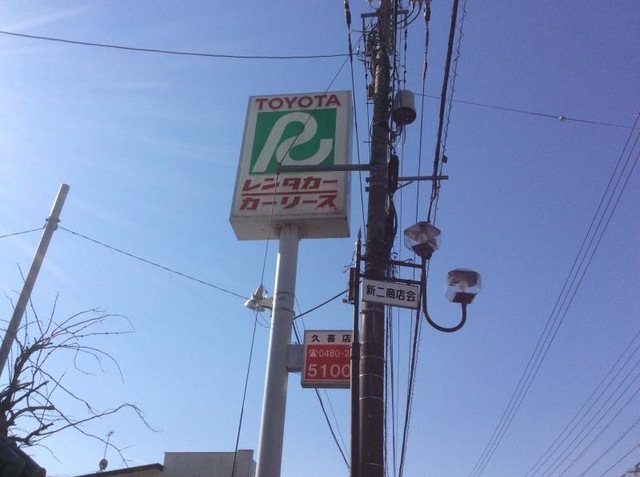 TOYOTA
R
レンタカー
カーリース
新二商店会
久喜店
0480-2
5100